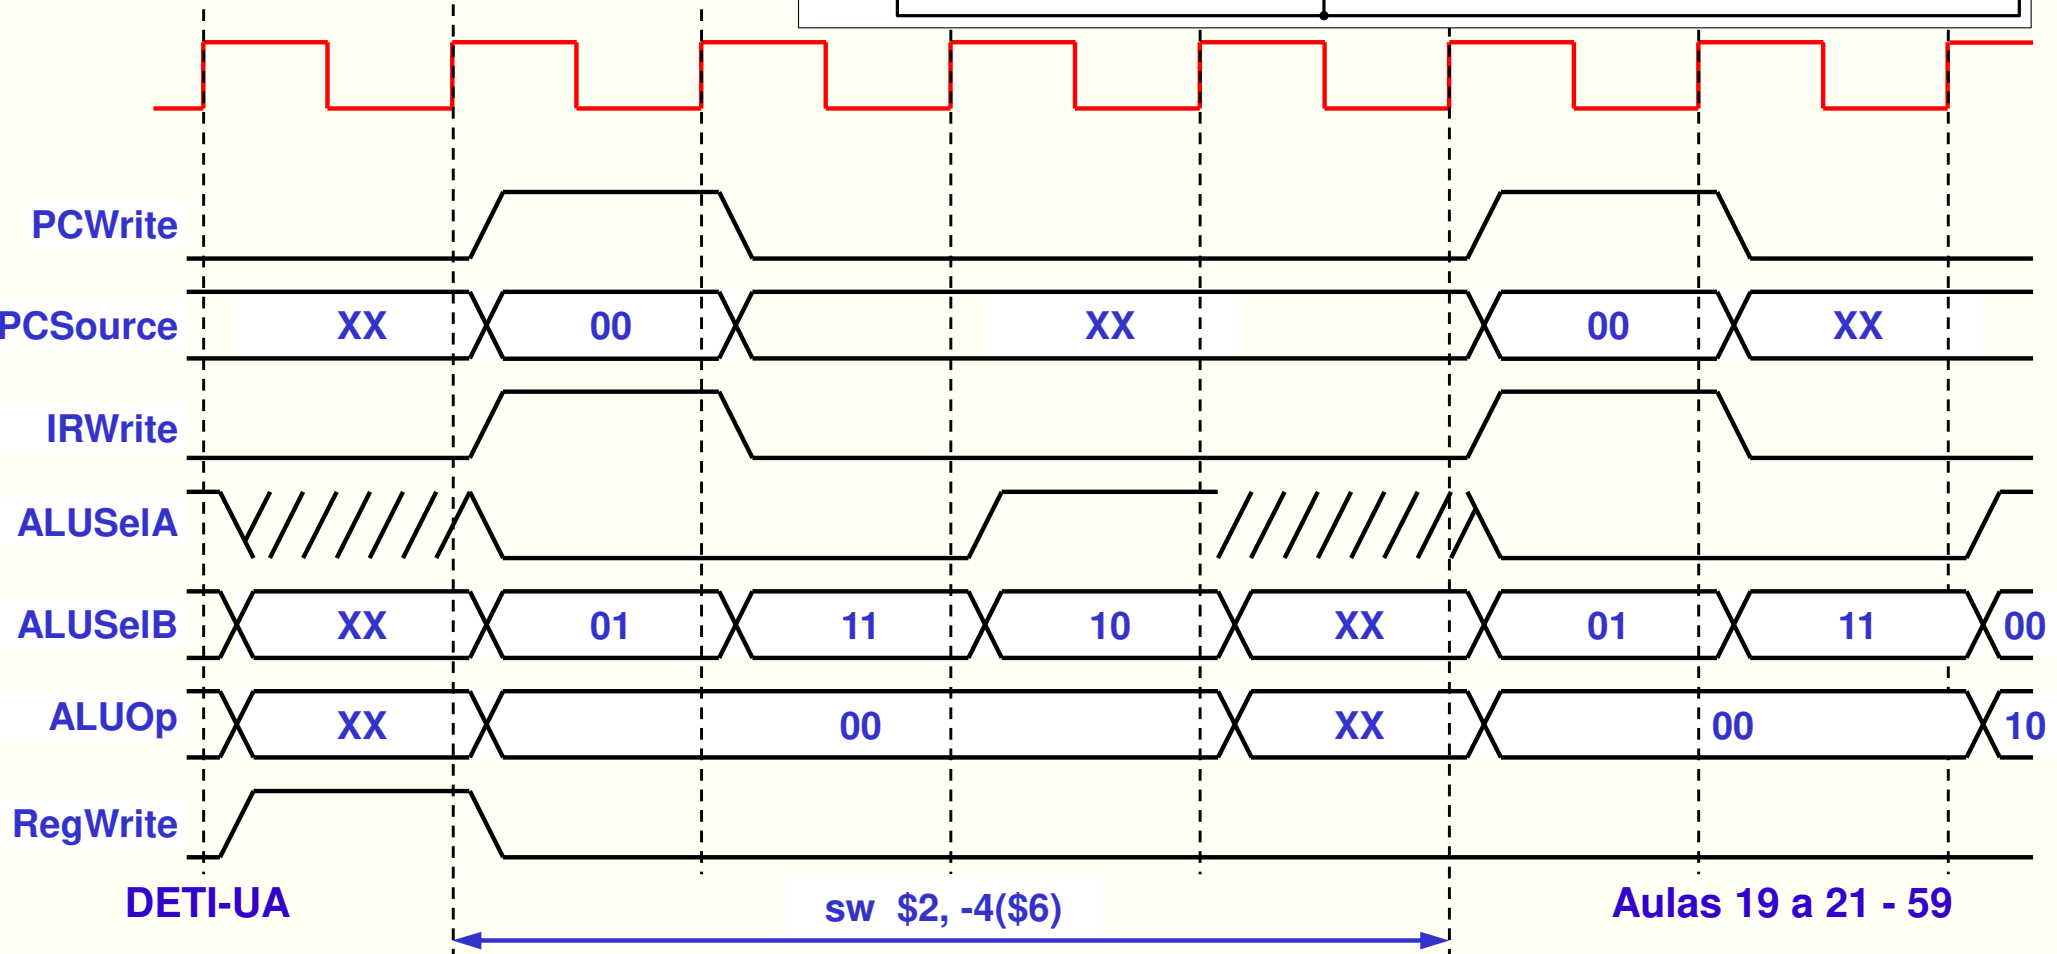 PCWrite
PCSource XX 00 XX 00 XX
IRWrite
ALUSelA
ALUSelB XX 01 11 10 XX 01 11 00
ALUOp XX 00 XX 00 10
RegWrite
DETI-UA sw $2, -4($6) Aulas 19 a 21 - 59